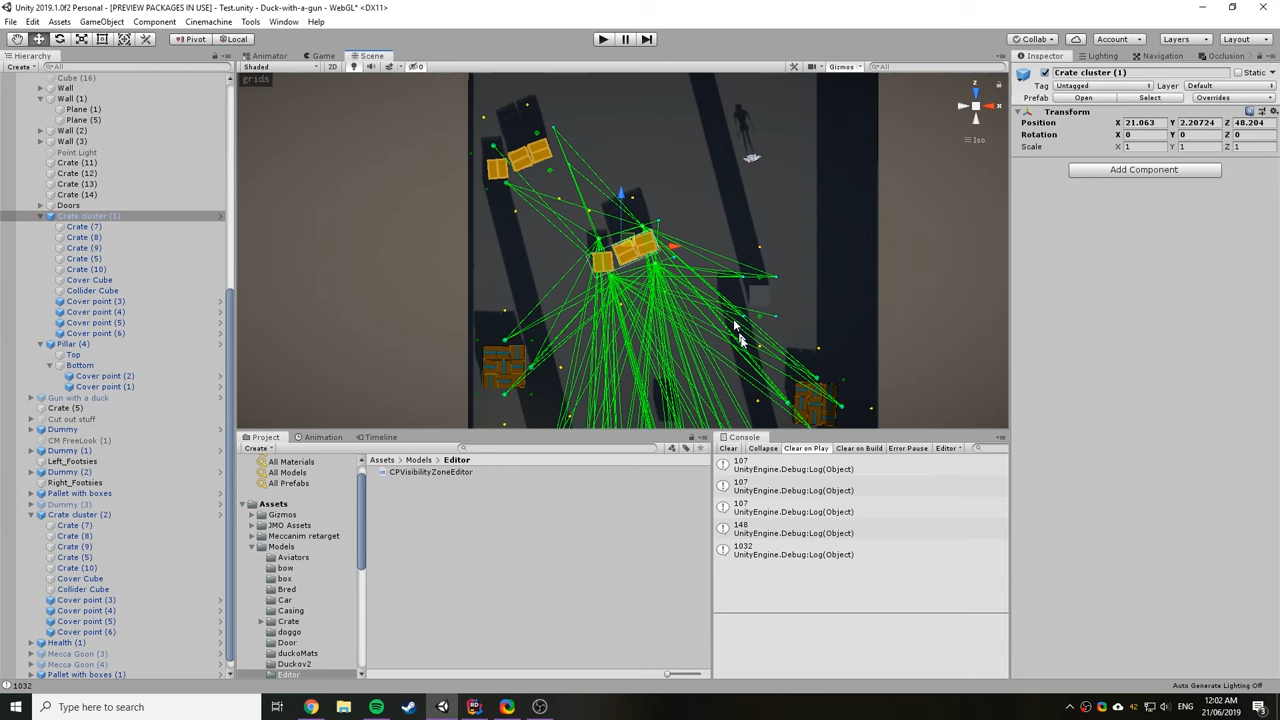 Unity 2019.1.0f2 Personal - [PREVIEW PACKAGES IN USE] - Test.unity - Duck-with-a-gun - WebGL* <DX11>
File Edit Assets GameObject Component Cinemachine Tools Window Help
Pivot Local
Collab Account Layers Layout
Hierarchy
Create All
Cube (16)
Wall
Wall (1)
Plane (1)
Plane (5)
Wall (2)
Wall (3)
Point Light
Crate (11)
Crate (12)
Crate (13)
Crate (14)
Doors
Crate cluster (1)
Crate (7)
Crate (8)
Crate (9)
Crate (5)
Crate (10)
Cover Cube
Collider Cube
Cover point (3)
Cover point (4)
Cover point (5)
Cover point (6)
Pillar (4)
Top
Bottom
Cover point (2)
Cover point (1)
Gun with a duck
Crate (5)
Cut out stuff
Dummy
CM FreeLook (1)
Dummy (1)
Left_Footsies
Dummy (2)
Right_Footsies
Pallet with boxes
Dummy (3)
Crate cluster (2)
Crate (7)
Crate (8)
Crate (9)
Crate (5)
Crate (10)
Cover Cube
Collider Cube
Cover point (3)
Cover point (4)
Cover point (5)
Cover point (6)
Health (1)
Mecca Goon (3)
Mecca Goon (4)
Pallet with boxes (1)
Animator Game Scene
Shaded 2D 0 Gizmos All
grids
z
x
Iso
Project Animation Timeline
Create
All Materials
All Models
All Prefabs
Assets
Gizmos
JMO Assets
Meccanim retarget
Models
Aviators
bow
box
Bred
Car
Casing
Crate
doggo
Door
duckoMats
Duckov2
Editor
Assets Models Editor
CPVisibilityZoneEditor
Console
Clear Collapse Clear on Play Clear on Build Error Pause Editor
107
UnityEngine.Debug:Log(Object)
107
UnityEngine.Debug:Log(Object)
107
UnityEngine.Debug:Log(Object)
148
UnityEngine.Debug:Log(Object)
1032
UnityEngine.Debug:Log(Object)
Inspector Lighting Navigation Occlusion
Crate cluster (1) Static
Tag Untagged Layer Default
Prefab Open Select Overrides
Transform
Position X 21.063 Y 2.20724 Z 48.204
Rotation X 0 Y 0 Z 0
Scale X 1 Y 1 Z 1
Add Component
1032
Auto Generate Lighting Off
Type here to search
ENG
12:02 AM
21/06/2019